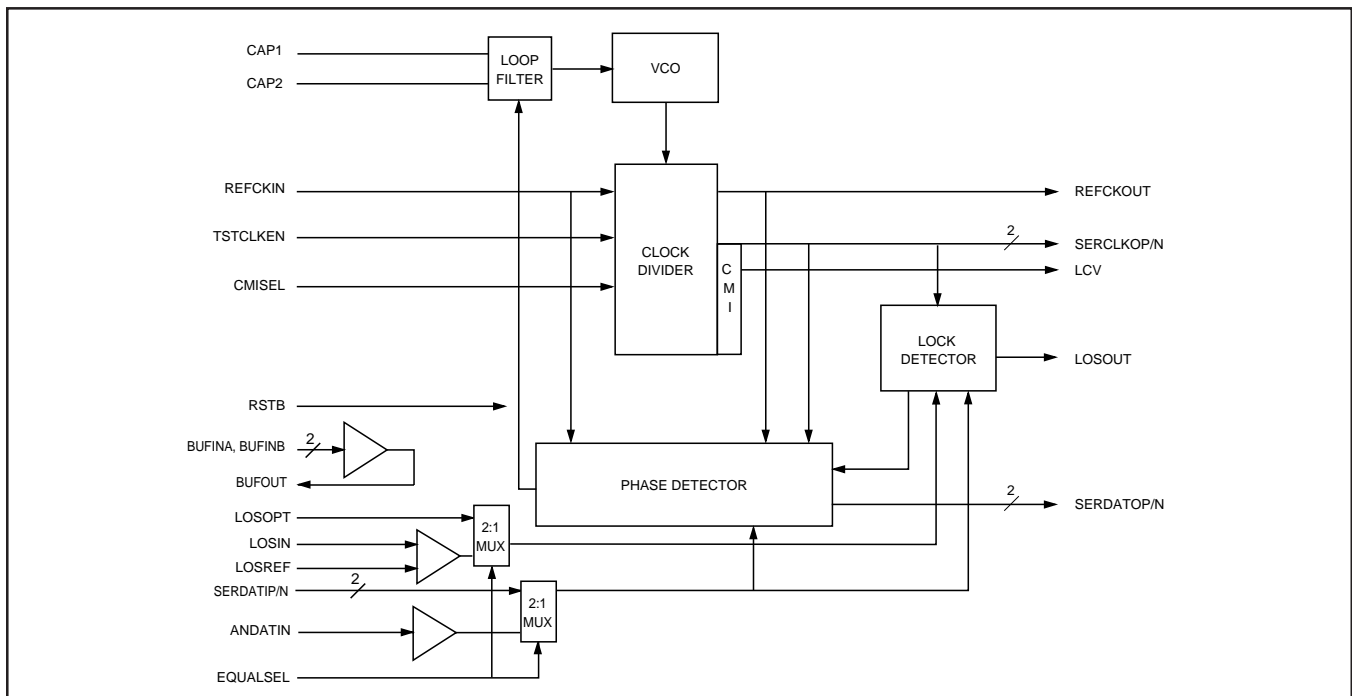 CAP1
CAP2
LOOP
FILTER
VCO
REFCKIN
TSTCLKEN
CMISEL
CLOCK
DIVIDER
C
M
I
REFCKOUT
2
SERCLKOP/N
LCV
LOCK
DETECTOR
LOSOUT
RSTB
BUFINA, BUFINB
2
BUFOUT
PHASE DETECTOR
2
SERDATOP/N
LOSOPT
LOSIN
LOSREF
2:1
MUX
SERDATIP/N
2
2:1
MUX
ANDATIN
EQUALSEL